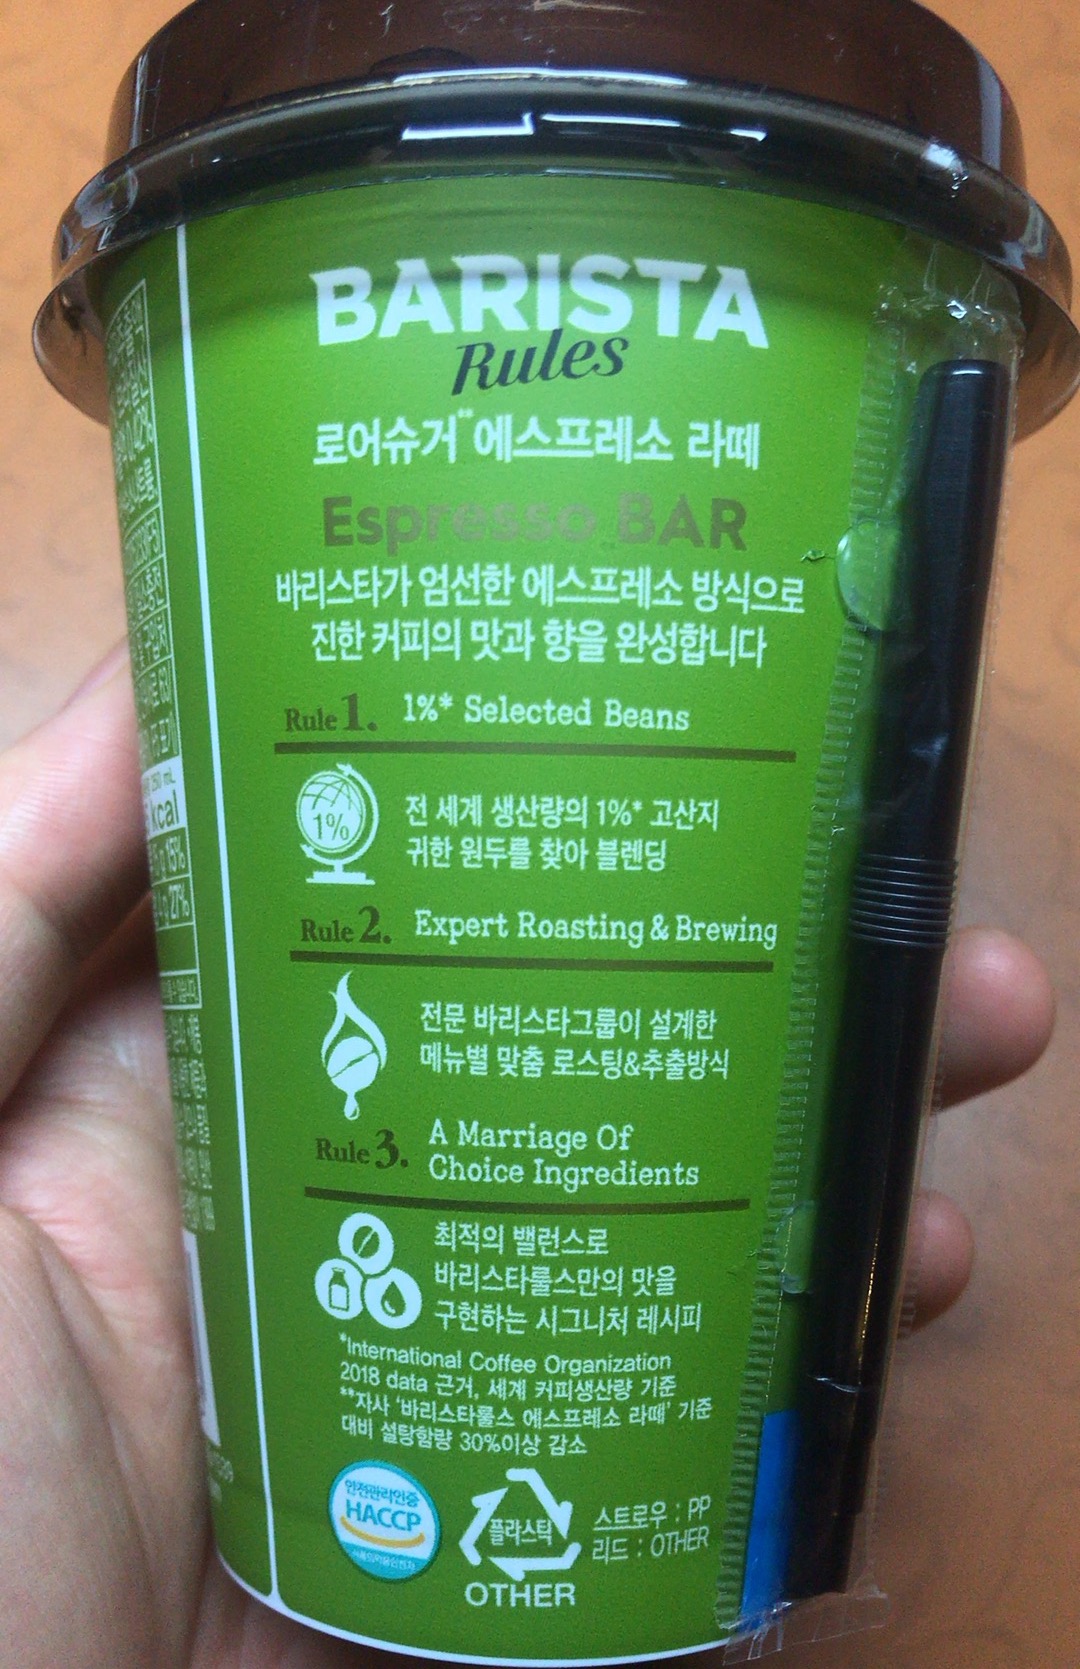 BARISTA
Rules
로어슈거**에스프레소 라떼
Espresso BAR
바리스타가 엄선한 에스프레소 방식으로
진한 커피의 맛과 향을 완성합니다
Rule 1. 1%* Selected Beans
1%
전 세계 생산량의 1%* 고산지
귀한 원두를 찾아 블렌딩
Rule 2. Expert Roasting & Brewing
전문 바리스타그룹이 설계한
메뉴별 맞춤 로스팅&추출방식
Rule 3. A Marriage Of
Choice Ingredients
최적의 밸런스로
바리스타룰스만의 맛을
구현하는 시그니처 레시피
*International Coffee Organization
2018 data 근거, 세계 커피생산량 기준
**자사 '바리스타룰스 에스프레소 라떼' 기준
대비 설탕함량 30%이상 감소
안전관리인증
HACCP
식품의약품안전처
플라스틱
OTHER
스트로우 : PP
리드 : OTHER
kcal
15%
27%